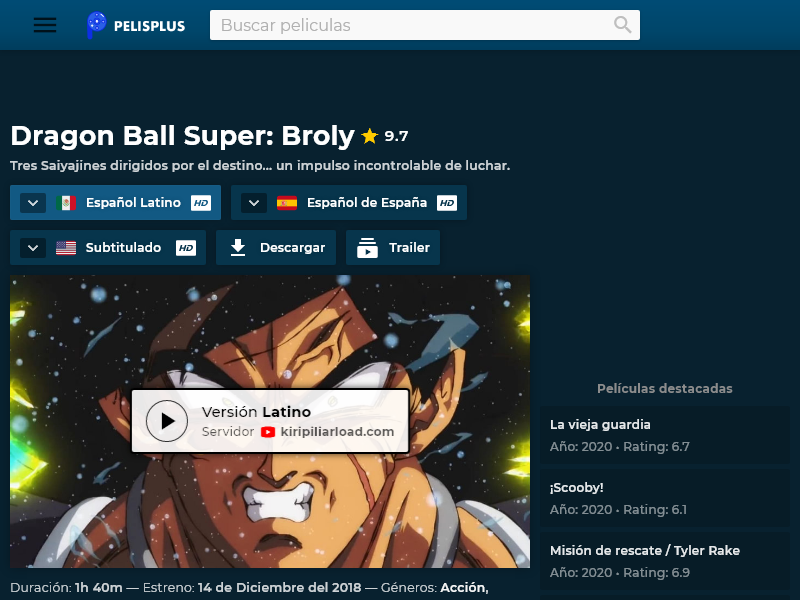 PELISPLUS
Buscar peliculas
Dragon Ball Super: Broly 9.7
Tres Saiyajines dirigidos por el destino... un impulso incontrolable de luchar.
Español Latino HD
Español de España HD
Subtitulado HD
Descargar
Trailer
Versión Latino
Servidor kiripiliarload.com
Duración: 1h 40m — Estreno: 14 de Diciembre del 2018 — Géneros: Acción,
Películas destacadas
La vieja guardia
Año: 2020 • Rating: 6.7
¡Scooby!
Año: 2020 • Rating: 6.1
Misión de rescate / Tyler Rake
Año: 2020 • Rating: 6.9